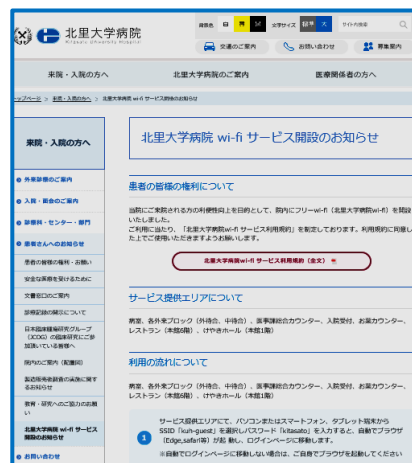 北里大学病院
Kitasato University Hospital
背景色 白 黄 黒 文字サイズ 標準 大 サイト内検索
交通のご案内 お問い合わせ 募集案内
来院・入院の方へ 北里大学病院のご案内 医療関係者の方へ
トップページ > 来院・入院の方へ > 北里大学病院 wi-fi サービス開設のお知らせ
来院・入院の方へ
外来診療のご案内
入院・面会のご案内
診療科・センター・部門
患者さんへのお知らせ
患者の皆様の権利・お願い
安全な医療を受けるために
文書窓口のご案内
診療記録の開示について
日本臨床腫瘍研究グループ
(JCOG) の臨床研究にご参
加頂いている皆様へ
院内のご案内 (配置図)
製造販売後調査の実施に関す
るお知らせ
教育・研究へのご協力のお願
い
北里大学病院 wi-fi サービス
開設のお知らせ
お問い合わせ
北里大学病院 wi-fi サービス開設のお知らせ
患者の皆様の権利について
当院にご来院される方の利便性向上を目的として、院内にフリーwi-fi（北里大学病院wi-fi）を開設
いたしました。
ご利用に当たり、「北里大学病院wi-fi サービス利用規約」を制定しております。利用規約に同意し
た上でご使用いただきますようお願いします。
北里大学病院wi-fi サービス利用規約（全文）
サービス提供エリアについて
病室、各外来ブロック（外待合、中待合）、医事課総合カウンター、入院受付、お薬カウンター、
レストラン（本館6階）、けやきホール（本館1階）
利用の流れについて
病室、各外来ブロック（外待合、中待合）、医事課総合カウンター、入院受付、お薬カウンター、
レストラン（本館6階）、けやきホール（本館1階）
1
サービス提供エリアにて、パソコンまたはスマートフォン、タブレット端末から
SSID「kuh-guest」を選択しパスワード「kitasato」を入力すると、自動でブラウザ
（Edge,safari等）が起 動し、ログインページに移動します。
※自動でログインページに移動しない場合は、ご自身でブラウザを起動してください